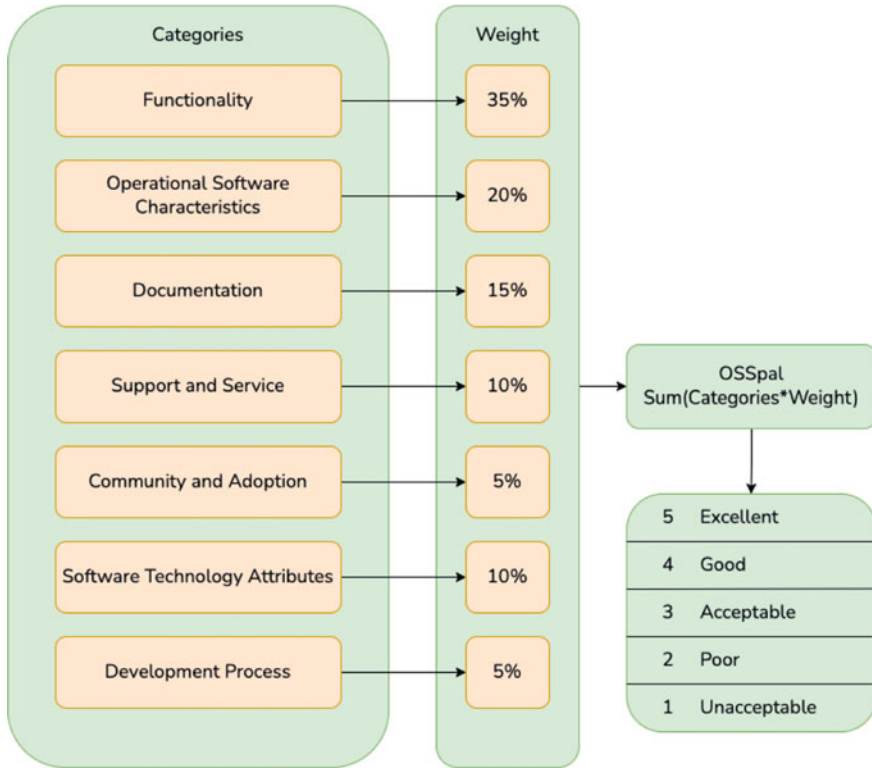 Categories
Weight
Functionality
35%
Operational Software
Characteristics
20%
Documentation
15%
Support and Service
10%
Community and Adoption
5%
Software Technology Attributes
10%
Development Process
5%
OSSpal
Sum(Categories*Weight)
5 Excellent
4 Good
3 Acceptable
2 Poor
1 Unacceptable